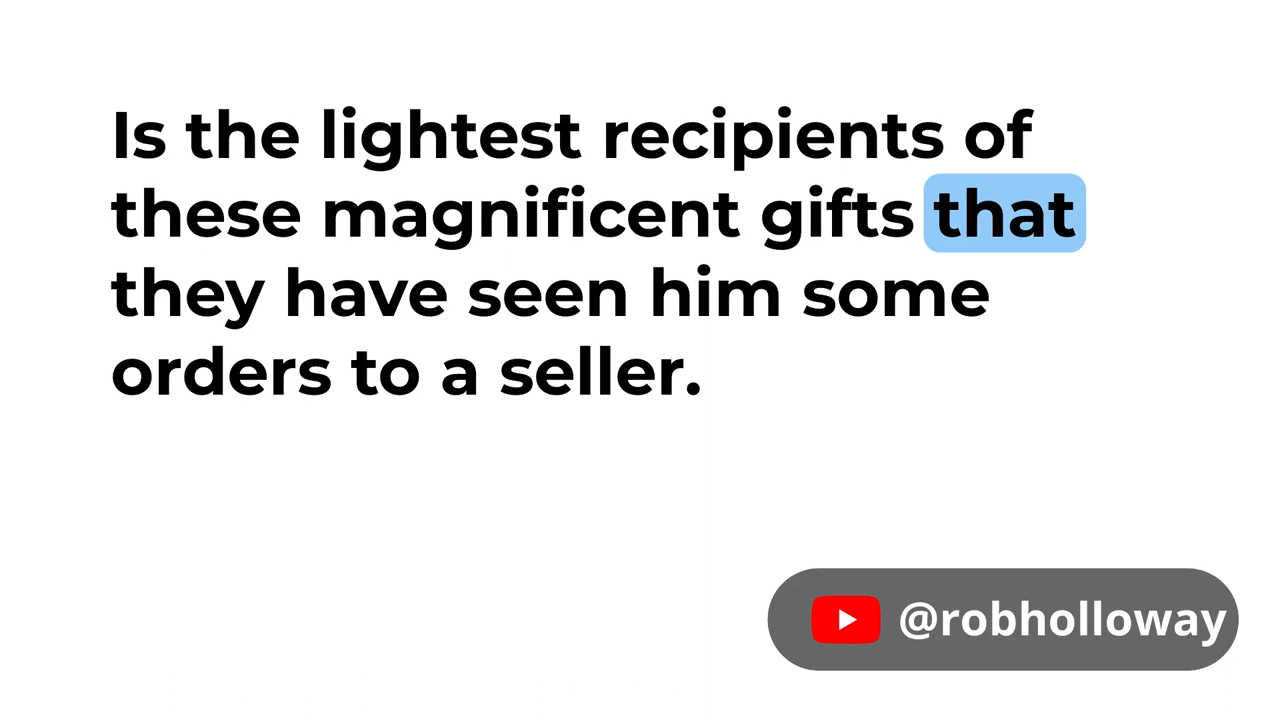 Is the lightest recipients of
these magnificent gifts that
they have seen him some
orders to a seller.
@robholloway